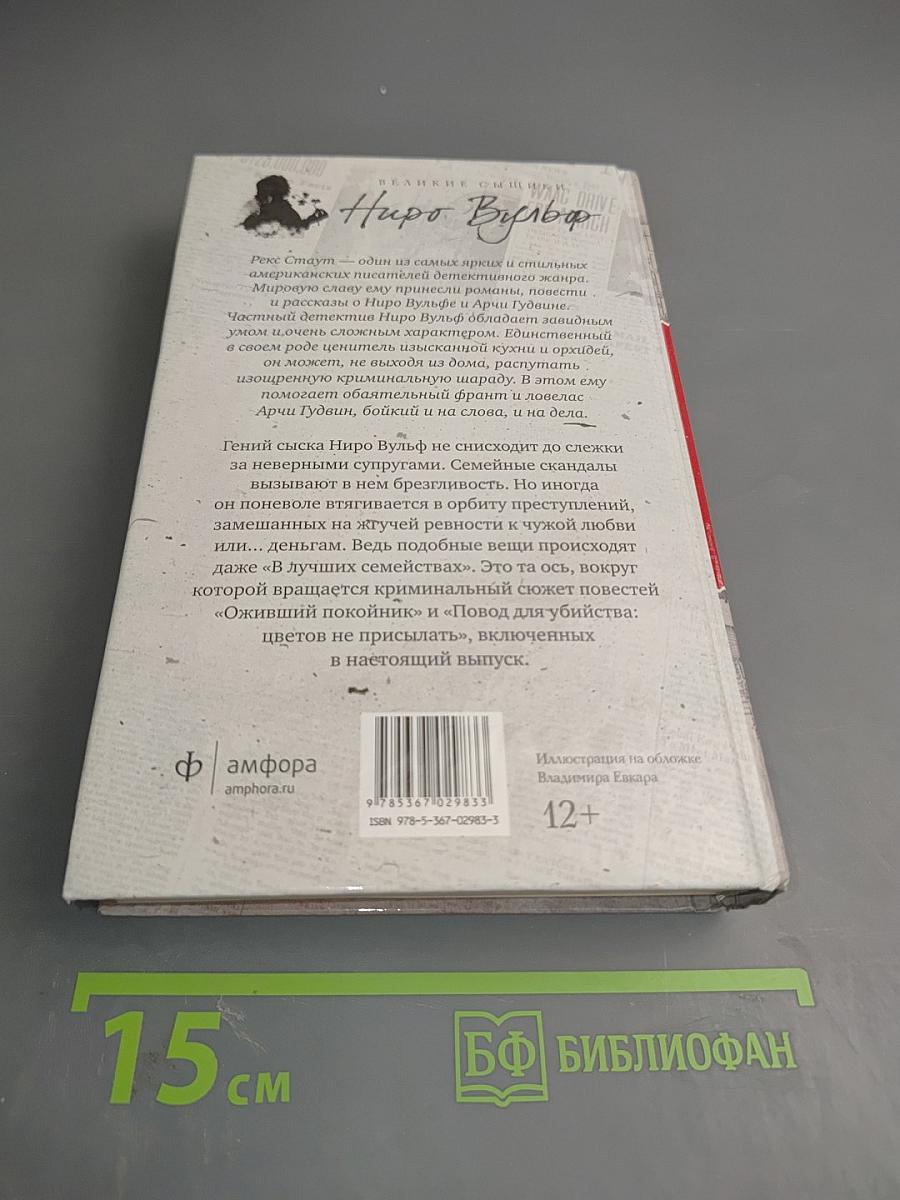 ВЕЛИКИЕ СЫЩИКИ
Ниро Вульф
Рекс Стаут — один из самых ярких и стильных
американских писателей детективного жанра.
Мировую славу ему принесли романы, повести
и рассказы о Ниро Вульфе и Арчи Гудвине.
Частный детектив Ниро Вульф обладает завидным
умом и очень сложным характером. Единственный
в своем роде ценитель изысканной кухни и орхидей,
он может, не выходя из дома, распутать
изощренную криминальную шараду. В этом ему
помогает обаятельный франт и ловелас
Арчи Гудвин, бойкий и на слова, и на дела.
Гений сыска Ниро Вульф не снисходит до слежки
за неверными супругами. Семейные скандалы
вызывают в нем брезгливость. Но иногда
он поневоле втягивается в орбиту преступлений,
замешанных на жгучей ревности к чужой любви
или... деньгам. Ведь подобные вещи происходят
даже «В лучших семействах». Это та ось, вокруг
которой вращается криминальный сюжет повестей
«Оживший покойник» и «Повод для убийства:
цветов не присылать», включенных
в настоящий выпуск.
ф амфора
amphora.ru
9 785367 029833
ISBN 978-5-367-02983-3
Иллюстрация на обложке
Владимира Евкара
12+
15 см
БФ БИБЛИОФАН